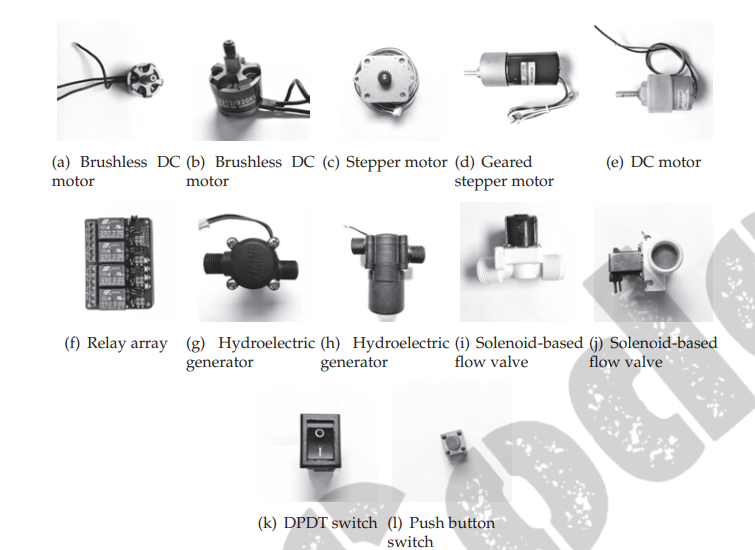 (a) Brushless DC motor
(b) Brushless DC motor
(c) Stepper motor
(d) Geared stepper motor
(e) DC motor
(f) Relay array
(g) Hydroelectric generator
(h) Hydroelectric generator
(i) Solenoid-based flow valve
(j) Solenoid-based flow valve
(k) DPDT switch
(l) Push button switch